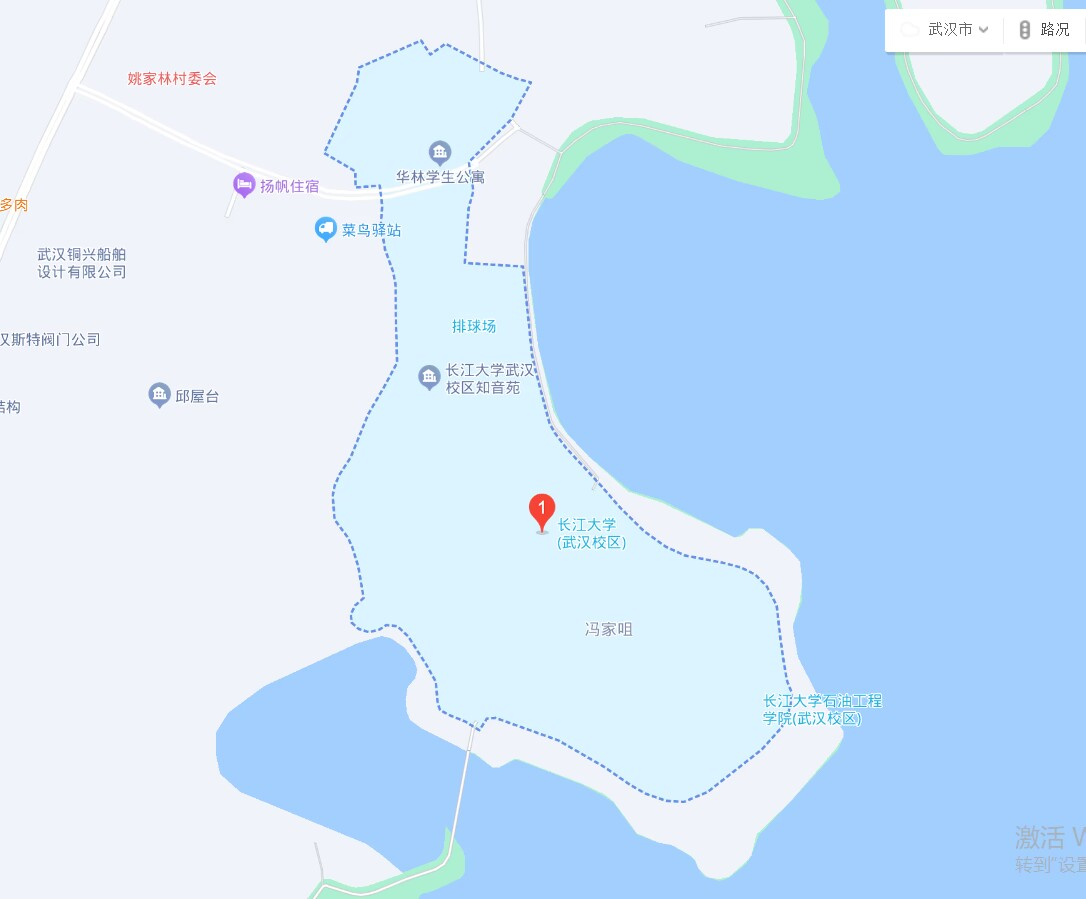 武汉市
路况
姚家林村委会
华林学生公寓
扬帆住宿
多肉
菜鸟驿站
武汉铜兴船舶
设计有限公司
排球场
汉斯特阀门公司
长江大学武汉
校区知音苑
邱屋台
结构
1
长江大学
(武汉校区)
冯家咀
长江大学石油工程
学院(武汉校区)
激活 W
转到"设置